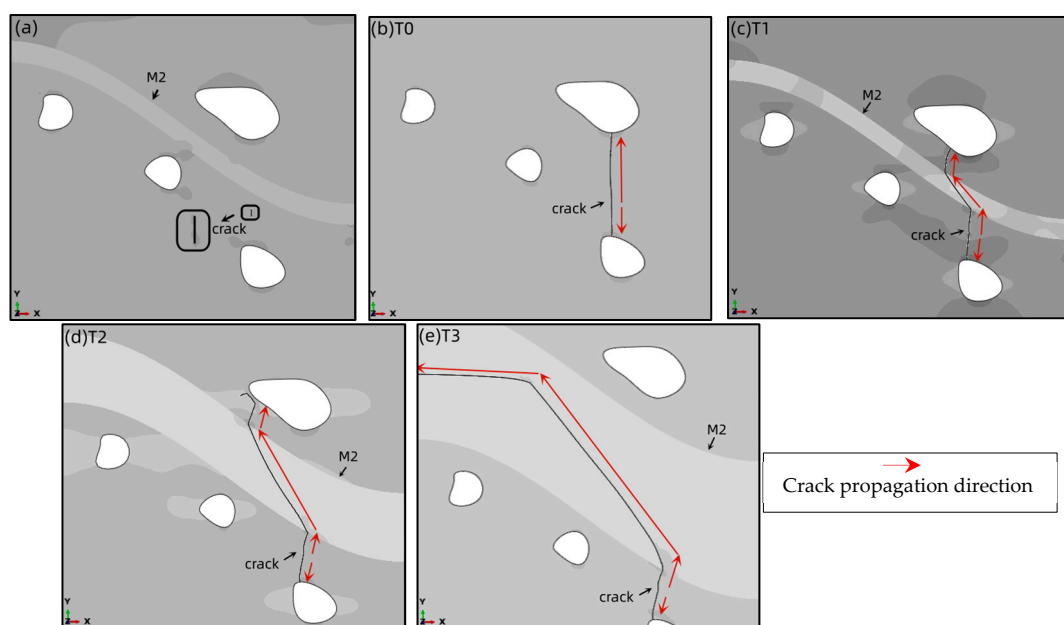 (a)
M2
crack
Y
Z X
(b)T0
crack
Y
Z X
(c)T1
M2
crack
Y
Z X
(d)T2
M2
crack
Y
Z X
(e)T3
M2
crack
Y
Z X
Crack propagation direction